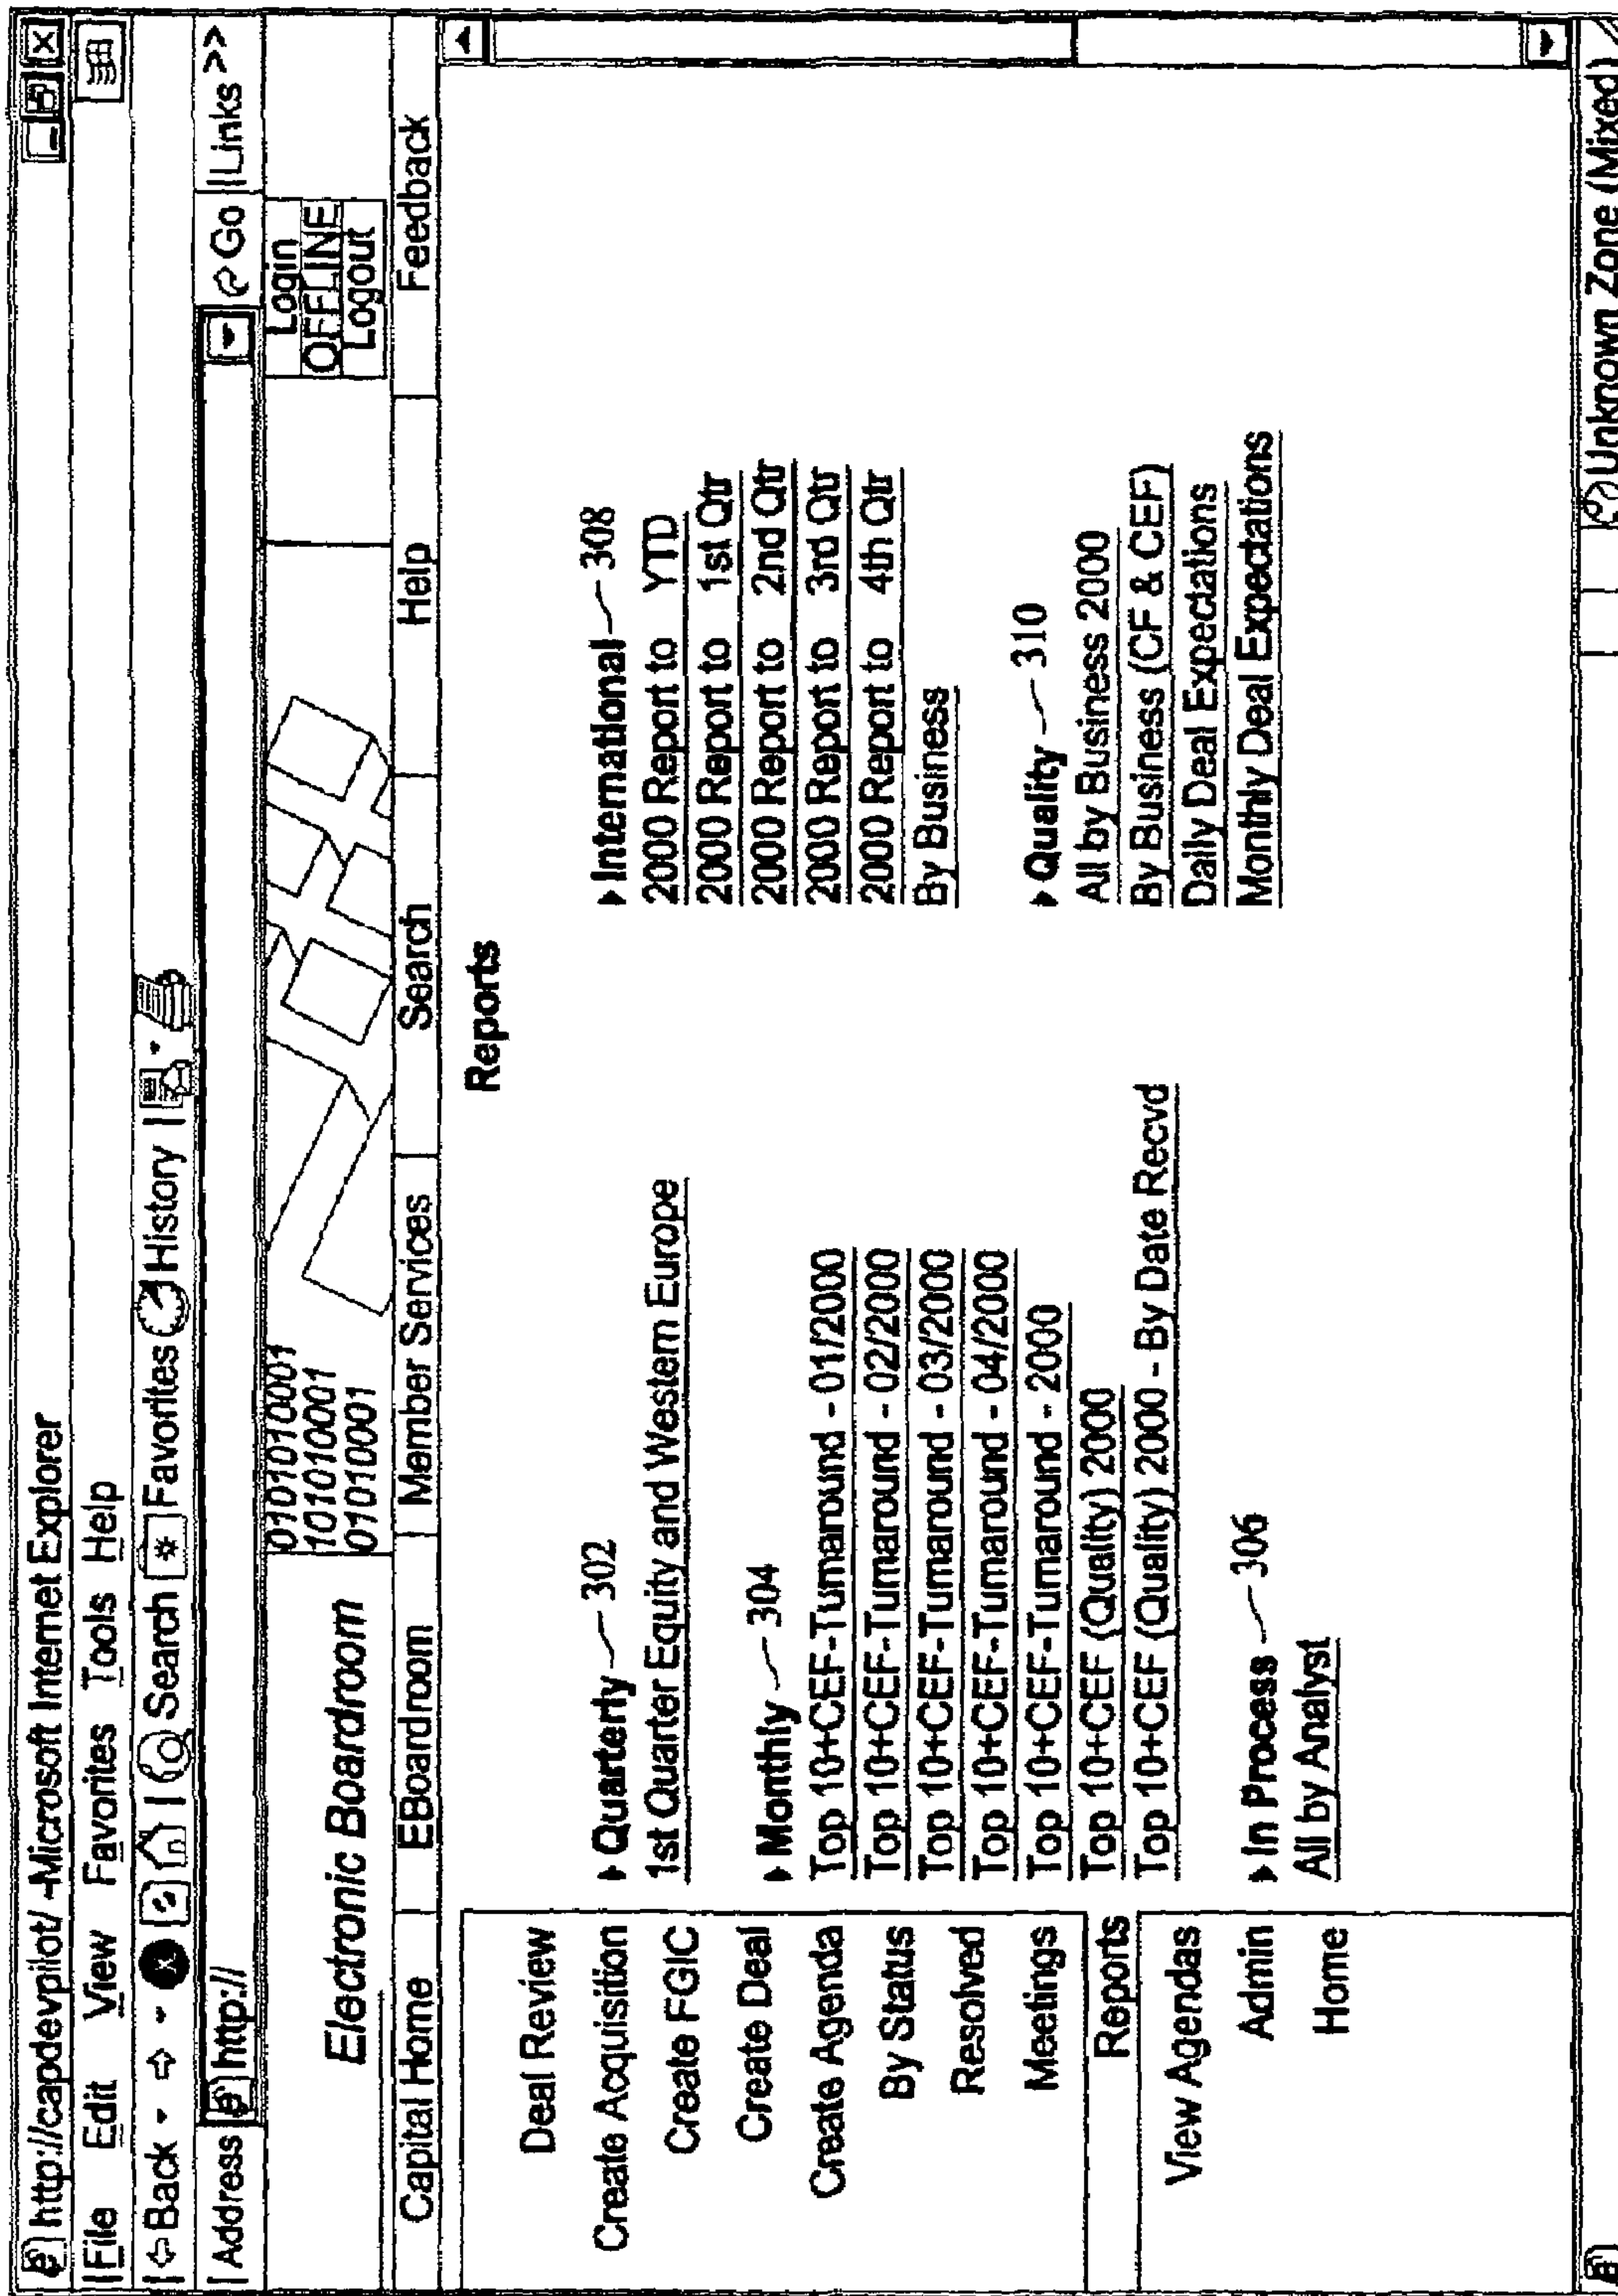 http://capdevpilot/ -Microsoft Internet Explorer
File Edit View Favorites Tools Help
Back Search Favorites History
Address http:// Go Links >>
Electronic Boardroom
0101010001
101010001
01010001
Login
OFFLINE
Logout
Capital Home EBoardroom Member Services Search Help Feedback
Reports
Deal Review
Create Acquisition
Create FGIC
Create Deal
Create Agenda
By Status
Resolved
Meetings
Reports
View Agendas
Admin
Home
Quarterly 302
1st Quarter Equity and Western Europe
Monthly 304
Top 10+CEF-Turnaround - 01/2000
Top 10+CEF-Turnaround - 02/2000
Top 10+CEF-Turnaround - 03/2000
Top 10+CEF-Turnaround - 04/2000
Top 10+CEF-Turnaround - 2000
Top 10+CEF (Quality) 2000
Top 10+CEF (Quality) 2000 - By Date Recvd
In Process 306
All by Analyst
International 308
2000 Report to YTD
2000 Report to 1st Qtr
2000 Report to 2nd Qtr
2000 Report to 3rd Qtr
2000 Report to 4th Qtr
By Business
Quality 310
All by Business 2000
By Business (CF & CEF)
Daily Deal Expectations
Monthly Deal Expectations
Unknown Zone (Mixed)